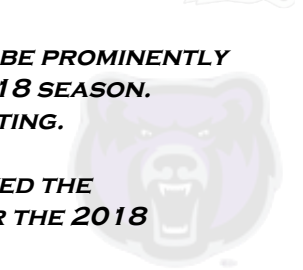 BE PROMINENTLY
18 SEASON.
TING.
ED THE
R THE 2018